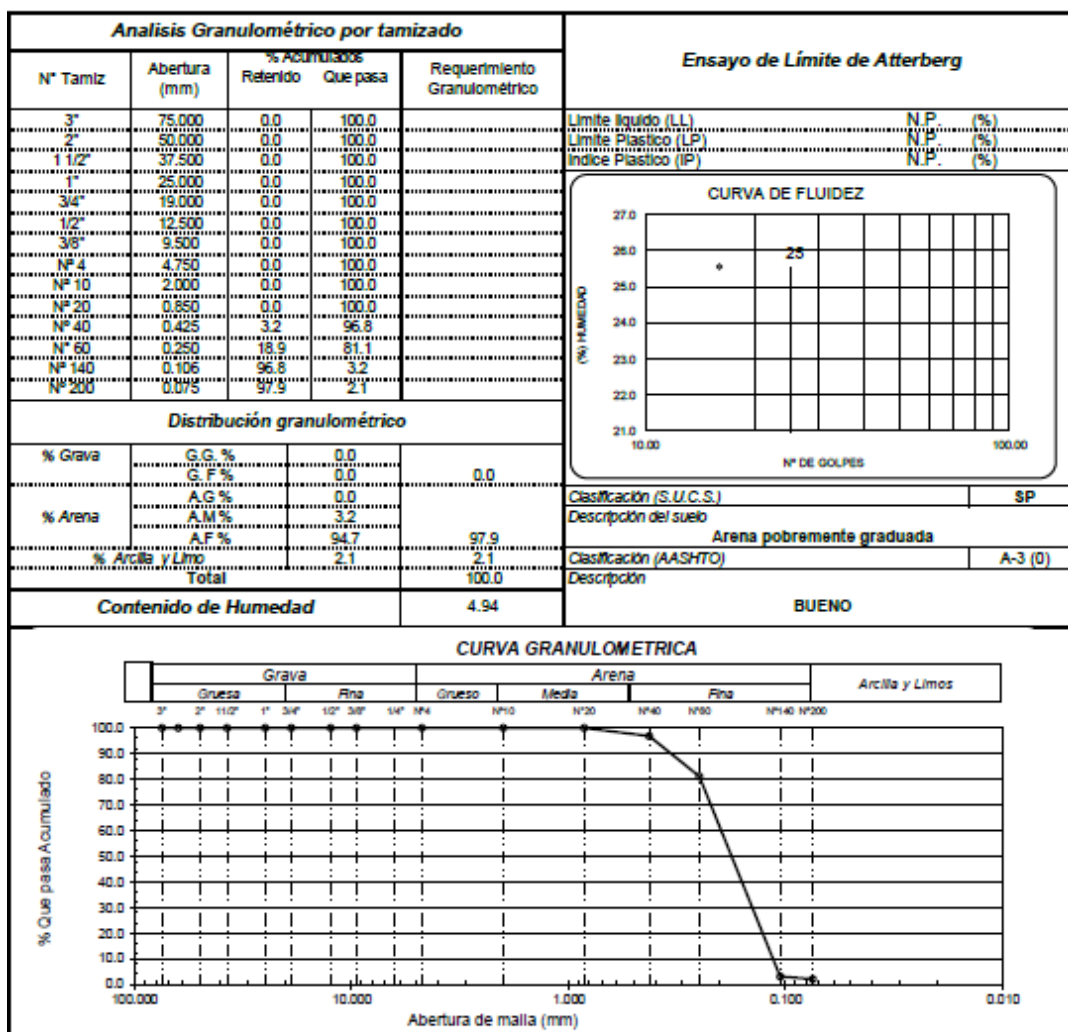 Analisis Granulométrico por tamizado
N° Tamiz Abertura (mm) % Acumulados Retenido Que pasa Requerimiento Granulométrico
3" 75.000 0.0 100.0
2" 50.000 0.0 100.0
1 1/2" 37.500 0.0 100.0
1" 25.000 0.0 100.0
3/4" 19.000 0.0 100.0
1/2" 12.500 0.0 100.0
3/8" 9.500 0.0 100.0
Nº 4 4.750 0.0 100.0
Nº 10 2.000 0.0 100.0
Nº 20 0.850 0.0 100.0
Nº 40 0.425 3.2 96.8
N° 60 0.250 18.9 81.1
Nº 140 0.106 96.8 3.2
Nº 200 0.075 97.9 2.1
Distribución granulométrico
% Grava G.G. % 0.0
G. F % 0.0 0.0
A.G % 0.0
% Arena A.M % 3.2
A.F % 94.7 97.9
% Arcilla y Limo 2.1 2.1
Total 100.0
Contenido de Humedad 4.94
Ensayo de Límite de Atterberg
Limite liquido (LL) N.P. (%)
Limite Plastico (LP) N.P. (%)
Indice Plastico (IP) N.P. (%)
CURVA DE FLUIDEZ
27.0
26.0
25.0
24.0
23.0
22.0
21.0
25
(%) HUMEDAD
10.00 100.00
Nº DE GOLPES
Clasificación (S.U.C.S.) SP
Descripción del suelo
Arena pobremente graduada
Clasificación (AASHTO) A-3 (0)
Descripción
BUENO
CURVA GRANULOMETRICA
Grava Arena Arcilla y Limos
Gruesa Fina Grueso Media Fina
3" 2" 11/2" 1" 3/4" 1/2" 3/8" 1/4" Nº4 Nº10 N°20 N°40 N°60 Nº140 Nº200
100.0
90.0
80.0
70.0
60.0
50.0
40.0
30.0
20.0
10.0
0.0
% Que pasa Acumulado
100.000 10.000 1.000 0.100 0.010
Abertura de malla (mm)